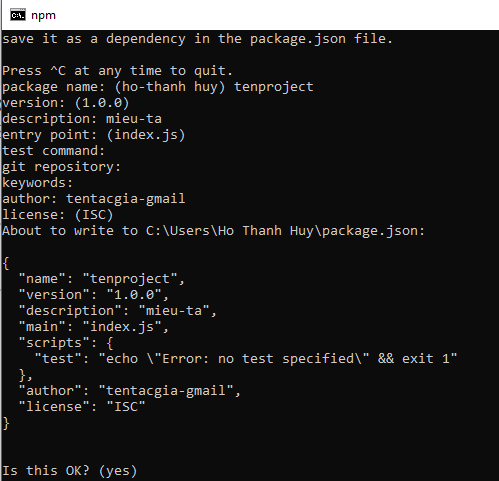 npm
save it as a dependency in the package.json file.
Press ^C at any time to quit.
package name: (ho-thanh huy) tenproject
version: (1.0.0)
description: mieu-ta
entry point: (index.js)
test command:
git repository:
keywords:
author: tentacgia-gmail
license: (ISC)
About to write to C:\Users\Ho Thanh Huy\package.json:
{
  "name": "tenproject",
  "version": "1.0.0",
  "description": "mieu-ta",
  "main": "index.js",
  "scripts": {
    "test": "echo \"Error: no test specified\" && exit 1"
  },
  "author": "tentacgia-gmail",
  "license": "ISC"
}
Is this OK? (yes)